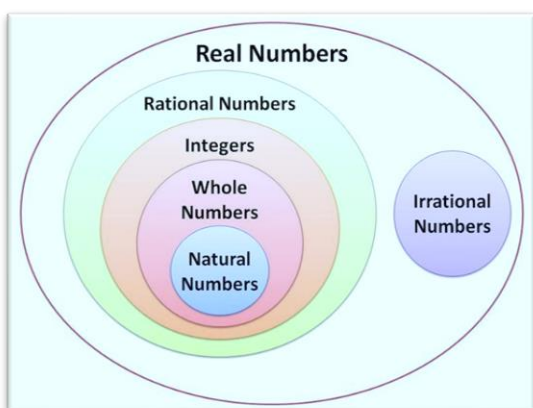 Real Numbers
Rational Numbers
Integers
Whole
Numbers
Natural
Numbers
Irrational
Numbers